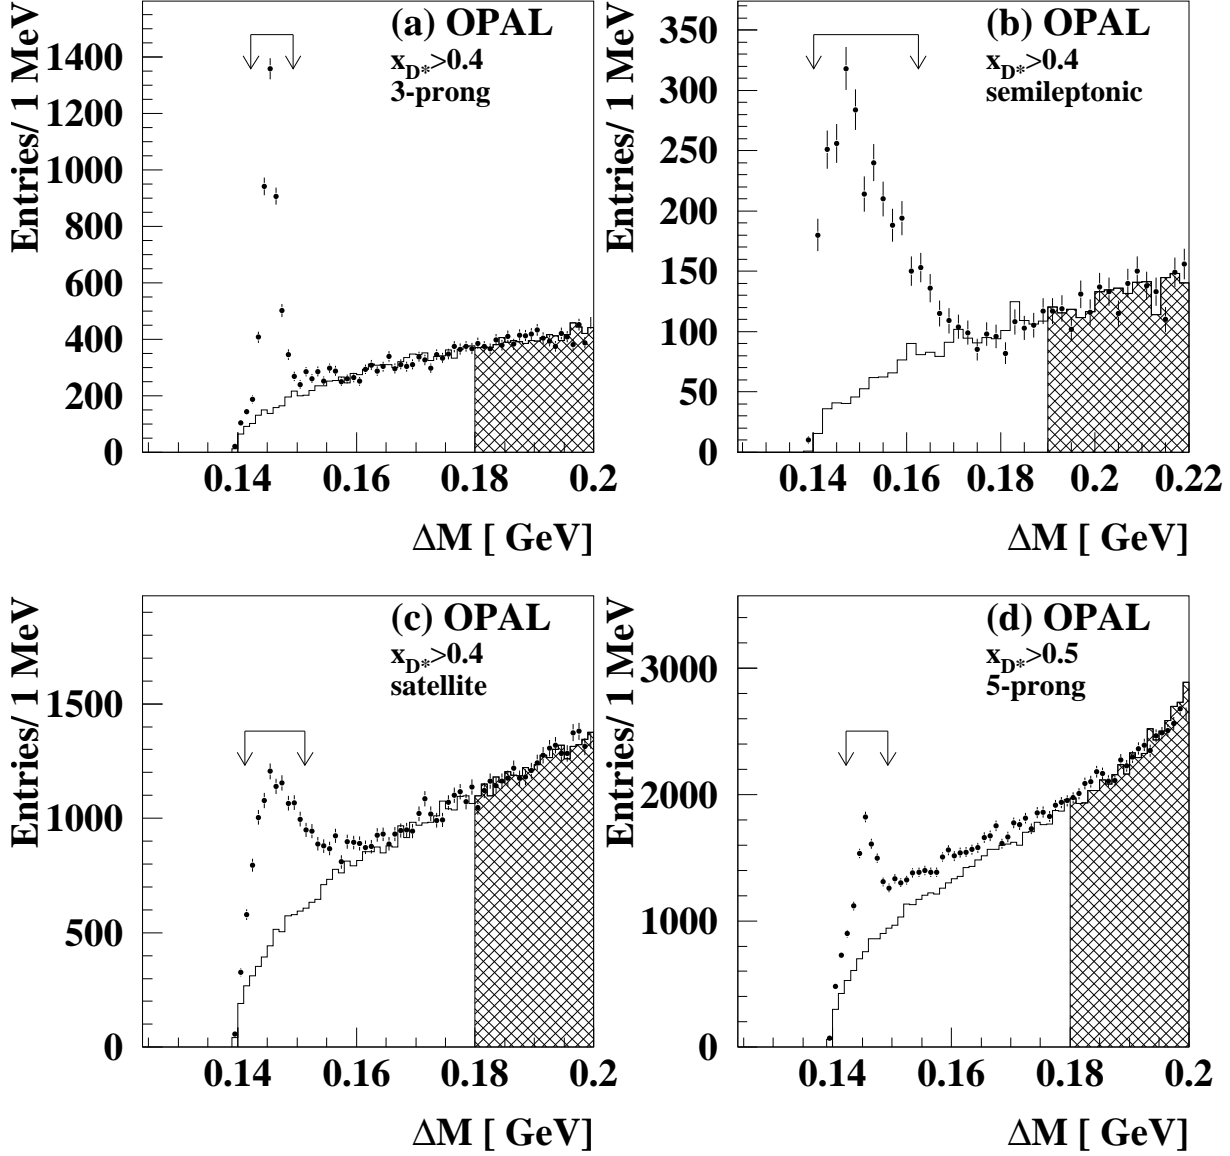 (a) OPAL
x_D*>0.4
3-prong
Entries/ 1 MeV
1400
1200
1000
800
600
400
200
0
0.14 0.16 0.18 0.2
ΔM [ GeV]
(b) OPAL
x_D*>0.4
semileptonic
Entries/ 1 MeV
350
300
250
200
150
100
50
0
0.14 0.16 0.18 0.2 0.22
ΔM [ GeV]
(c) OPAL
x_D*>0.4
satellite
Entries/ 1 MeV
1500
1000
500
0
0.14 0.16 0.18 0.2
ΔM [ GeV]
(d) OPAL
x_D*>0.5
5-prong
Entries/ 1 MeV
3000
2000
1000
0
0.14 0.16 0.18 0.2
ΔM [ GeV]